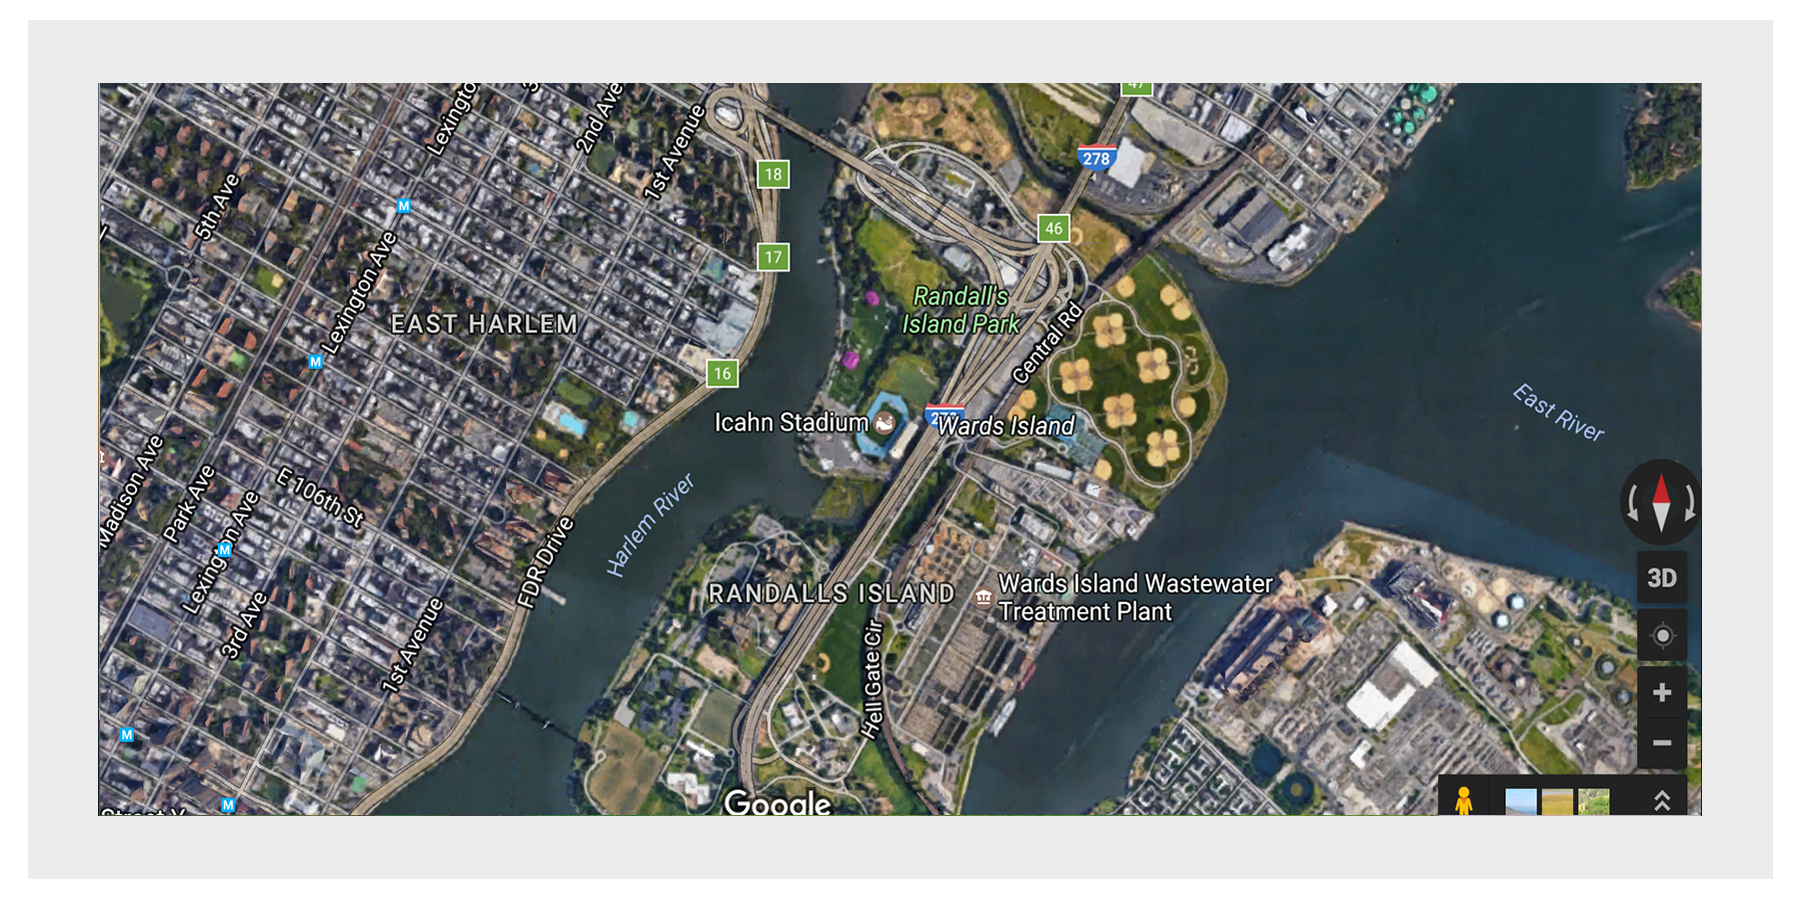 Lexingto
2nd Ave
1st Avenue
47
278
18
5th Ave
M
46
17
Lexington Ave
Randall's
Island Park
EAST HARLEM
M
Central Rd
16
Icahn Stadium
Wards Island
East River
Madison Ave
Park Ave
E 106th St
Lexington Ave
M
Harlem River
FDR Drive
3D
RANDALLS ISLAND
Wards Island Wastewater
Treatment Plant
3rd Ave
1st Avenue
Hell Gate Cir
M
M
Google